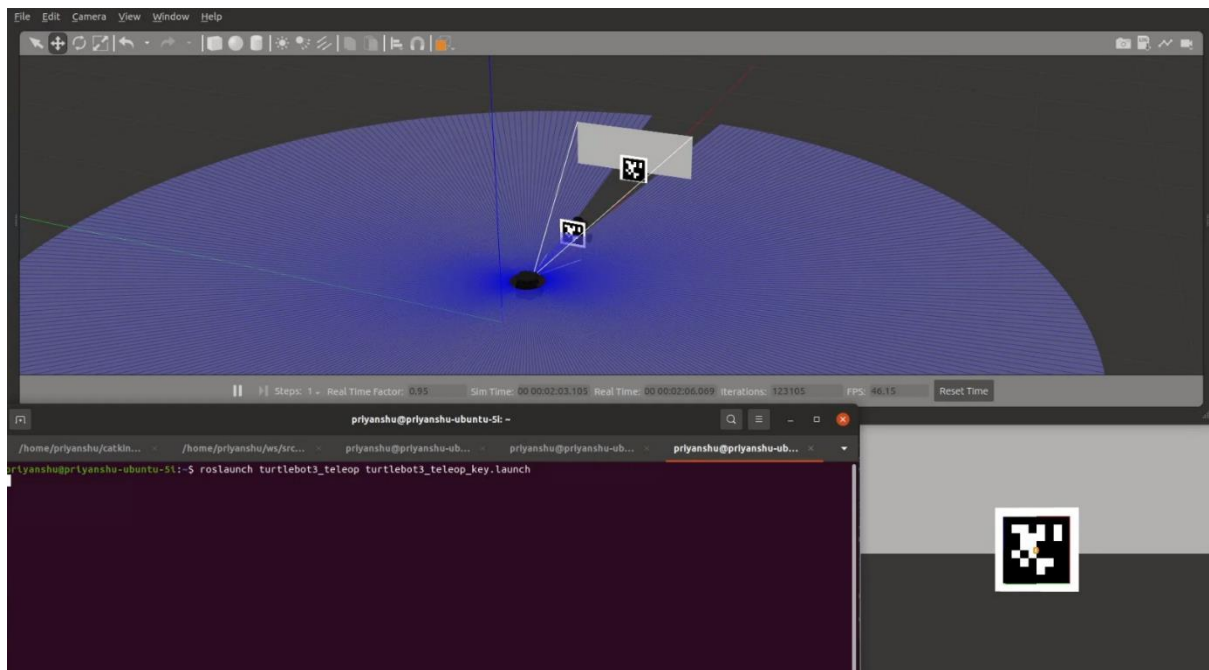 File Edit Camera View Window Help
Steps: 1 Real Time Factor: 0.95 Sim Time: 00 00:02:03.105 Real Time: 00 00:02:06.069 Iterations: 123105 FPS: 46.15 Reset Time
priyanshu@priyanshu-ubuntu-5i: ~
/home/priyanshu/catkin... /home/priyanshu/ws/src... priyanshu@priyanshu-ub... priyanshu@priyanshu-ub... priyanshu@priyanshu-ub...
priyanshu@priyanshu-ubuntu-5i:~$ roslaunch turtlebot3_teleop turtlebot3_teleop_key.launch